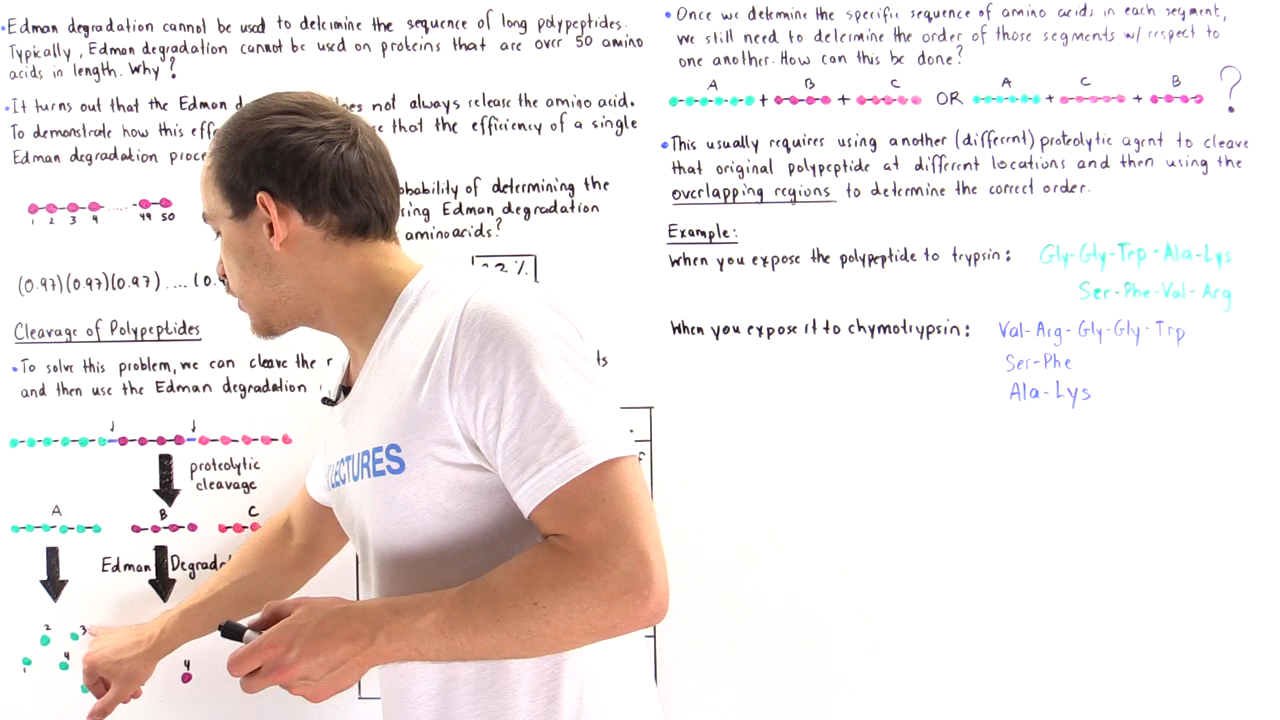 •Edman degradation cannot be used to determine the sequence of long polypeptides.
Typically, Edman degradation cannot be used on proteins that are over 50 amino
acids in length. Why?
•It turns out that the Edman does not always release the amino acid.
To demonstrate how this that the efficiency of a single
Edman degradation
probability of determining the
using Edman degradation
amino acids?
1 2 3 4 ..... 49 50
(0.97)(0.97)(0.97) ....
Cleavage of Polypeptides
•To solve this problem, we can cleave the
and then use the Edman degradation
proteolytic
cleavage
A B C
Edman
1 2 3 4
4
LECTURES
•Once we determine the specific sequence of amino acids in each segment,
we still need to determine the order of those segments w/ respect to
one another. How can this be done?
A B C A C B
+ + OR + + ?
•This usually requires using another (different) proteolytic agent to cleave
that original polypeptide at different locations and then using the
overlapping regions to determine the correct order.
Example:
When you expose the polypeptide to trypsin: Gly-Gly-Trp-Ala-Lys
Ser-Phe-Val-Arg
When you expose it to chymotrypsin: Val-Arg-Gly-Gly-Trp
Ser-Phe
Ala-Lys